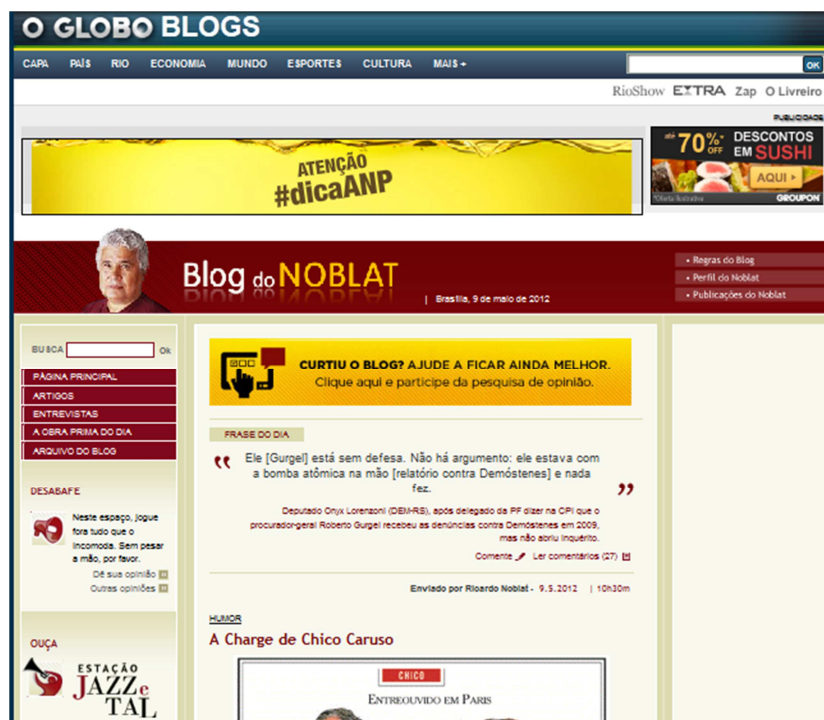 O GLOBO BLOGS
CAPA PAÍS RIO ECONOMIA MUNDO ESPORTES CULTURA MAIS + OK
RioShow EXTRA Zap O Livreiro
PUBLICIDADE
ATENÇÃO
#dicaANP
até 70% OFF DESCONTOS
EM SUSHI
AQUI
*Oferta Ilustrativa GROUPON
Blog do NOBLAT
| Brasília, 9 de maio de 2012
• Regras do Blog
• Perfil do Noblat
• Publicações do Noblat
BUSCA Ok
PÁGINA PRINCIPAL
ARTIGOS
ENTREVISTAS
A OBRA PRIMA DO DIA
ARQUIVO DO BLOG
DESABAFE
Neste espaço, jogue
fora tudo que o
incomoda. Sem pesar
a mão, por favor.
Dê sua opinião
Outras opiniões
OUÇA
ESTAÇÃO
JAZZ e
TAL
CURTIU O BLOG? AJUDE A FICAR AINDA MELHOR.
Clique aqui e participe da pesquisa de opinião.
FRASE DO DIA
“ Ele [Gurgel] está sem defesa. Não há argumento: ele estava com
a bomba atômica na mão [relatório contra Demóstenes] e nada
fez. ”
Deputado Onyx Lorenzoni (DEM-RS), após delegado da PF dizer na CPI que o
procurador-geral Roberto Gurgel recebeu as denúncias contra Demóstenes em 2009,
mas não abriu inquérito.
Comente Ler comentários (27)
Enviado por Ricardo Noblat - 9.5.2012 | 10h30m
HUMOR
A Charge de Chico Caruso
CHICO
ENTREOUVIDO EM PARIS